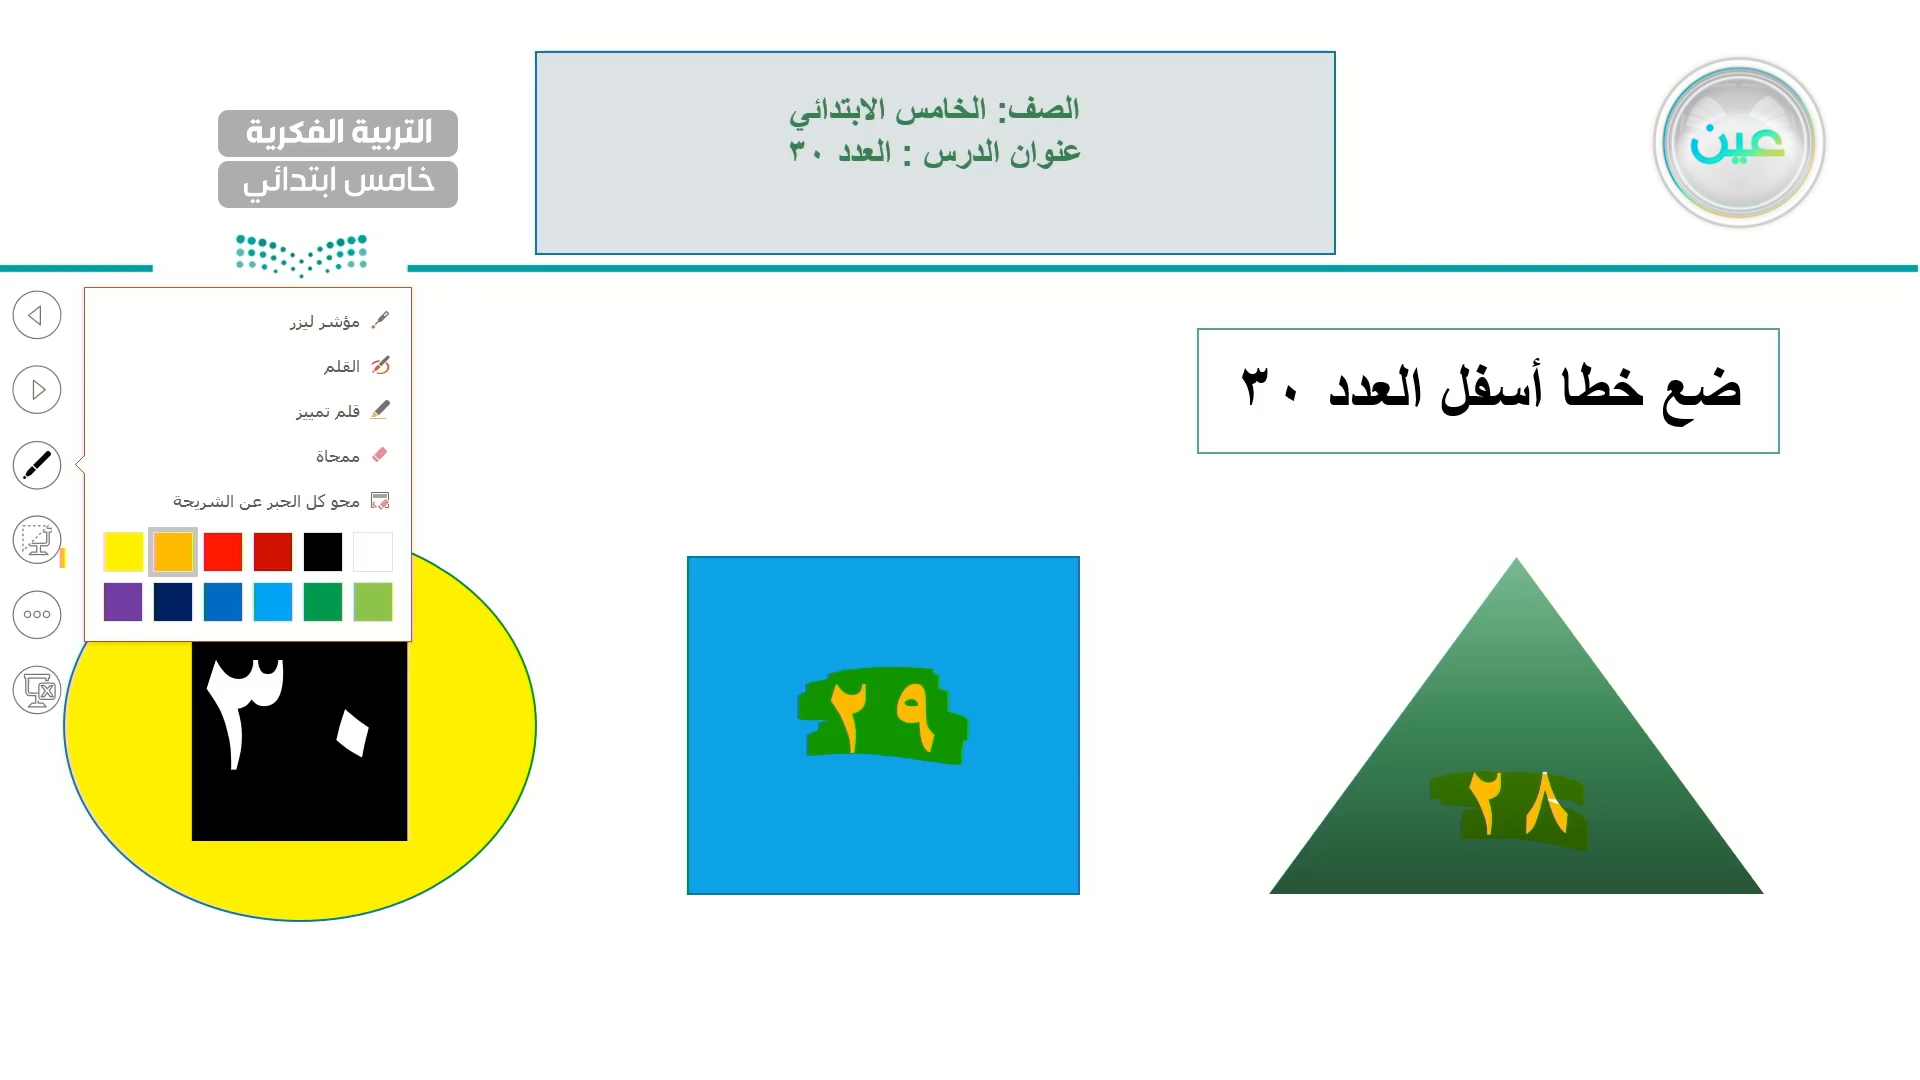 عين
الصف: الخامس الابتدائي
عنوان الدرس : العدد ٣٠
التربية الفكرية
خامس ابتدائي
ضع خطا أسفل العدد ٣٠
مؤشر ليزر
القلم
قلم تمييز
ممحاة
محو كل الحبر عن الشريحة
٢٨
٢٩
٣٠